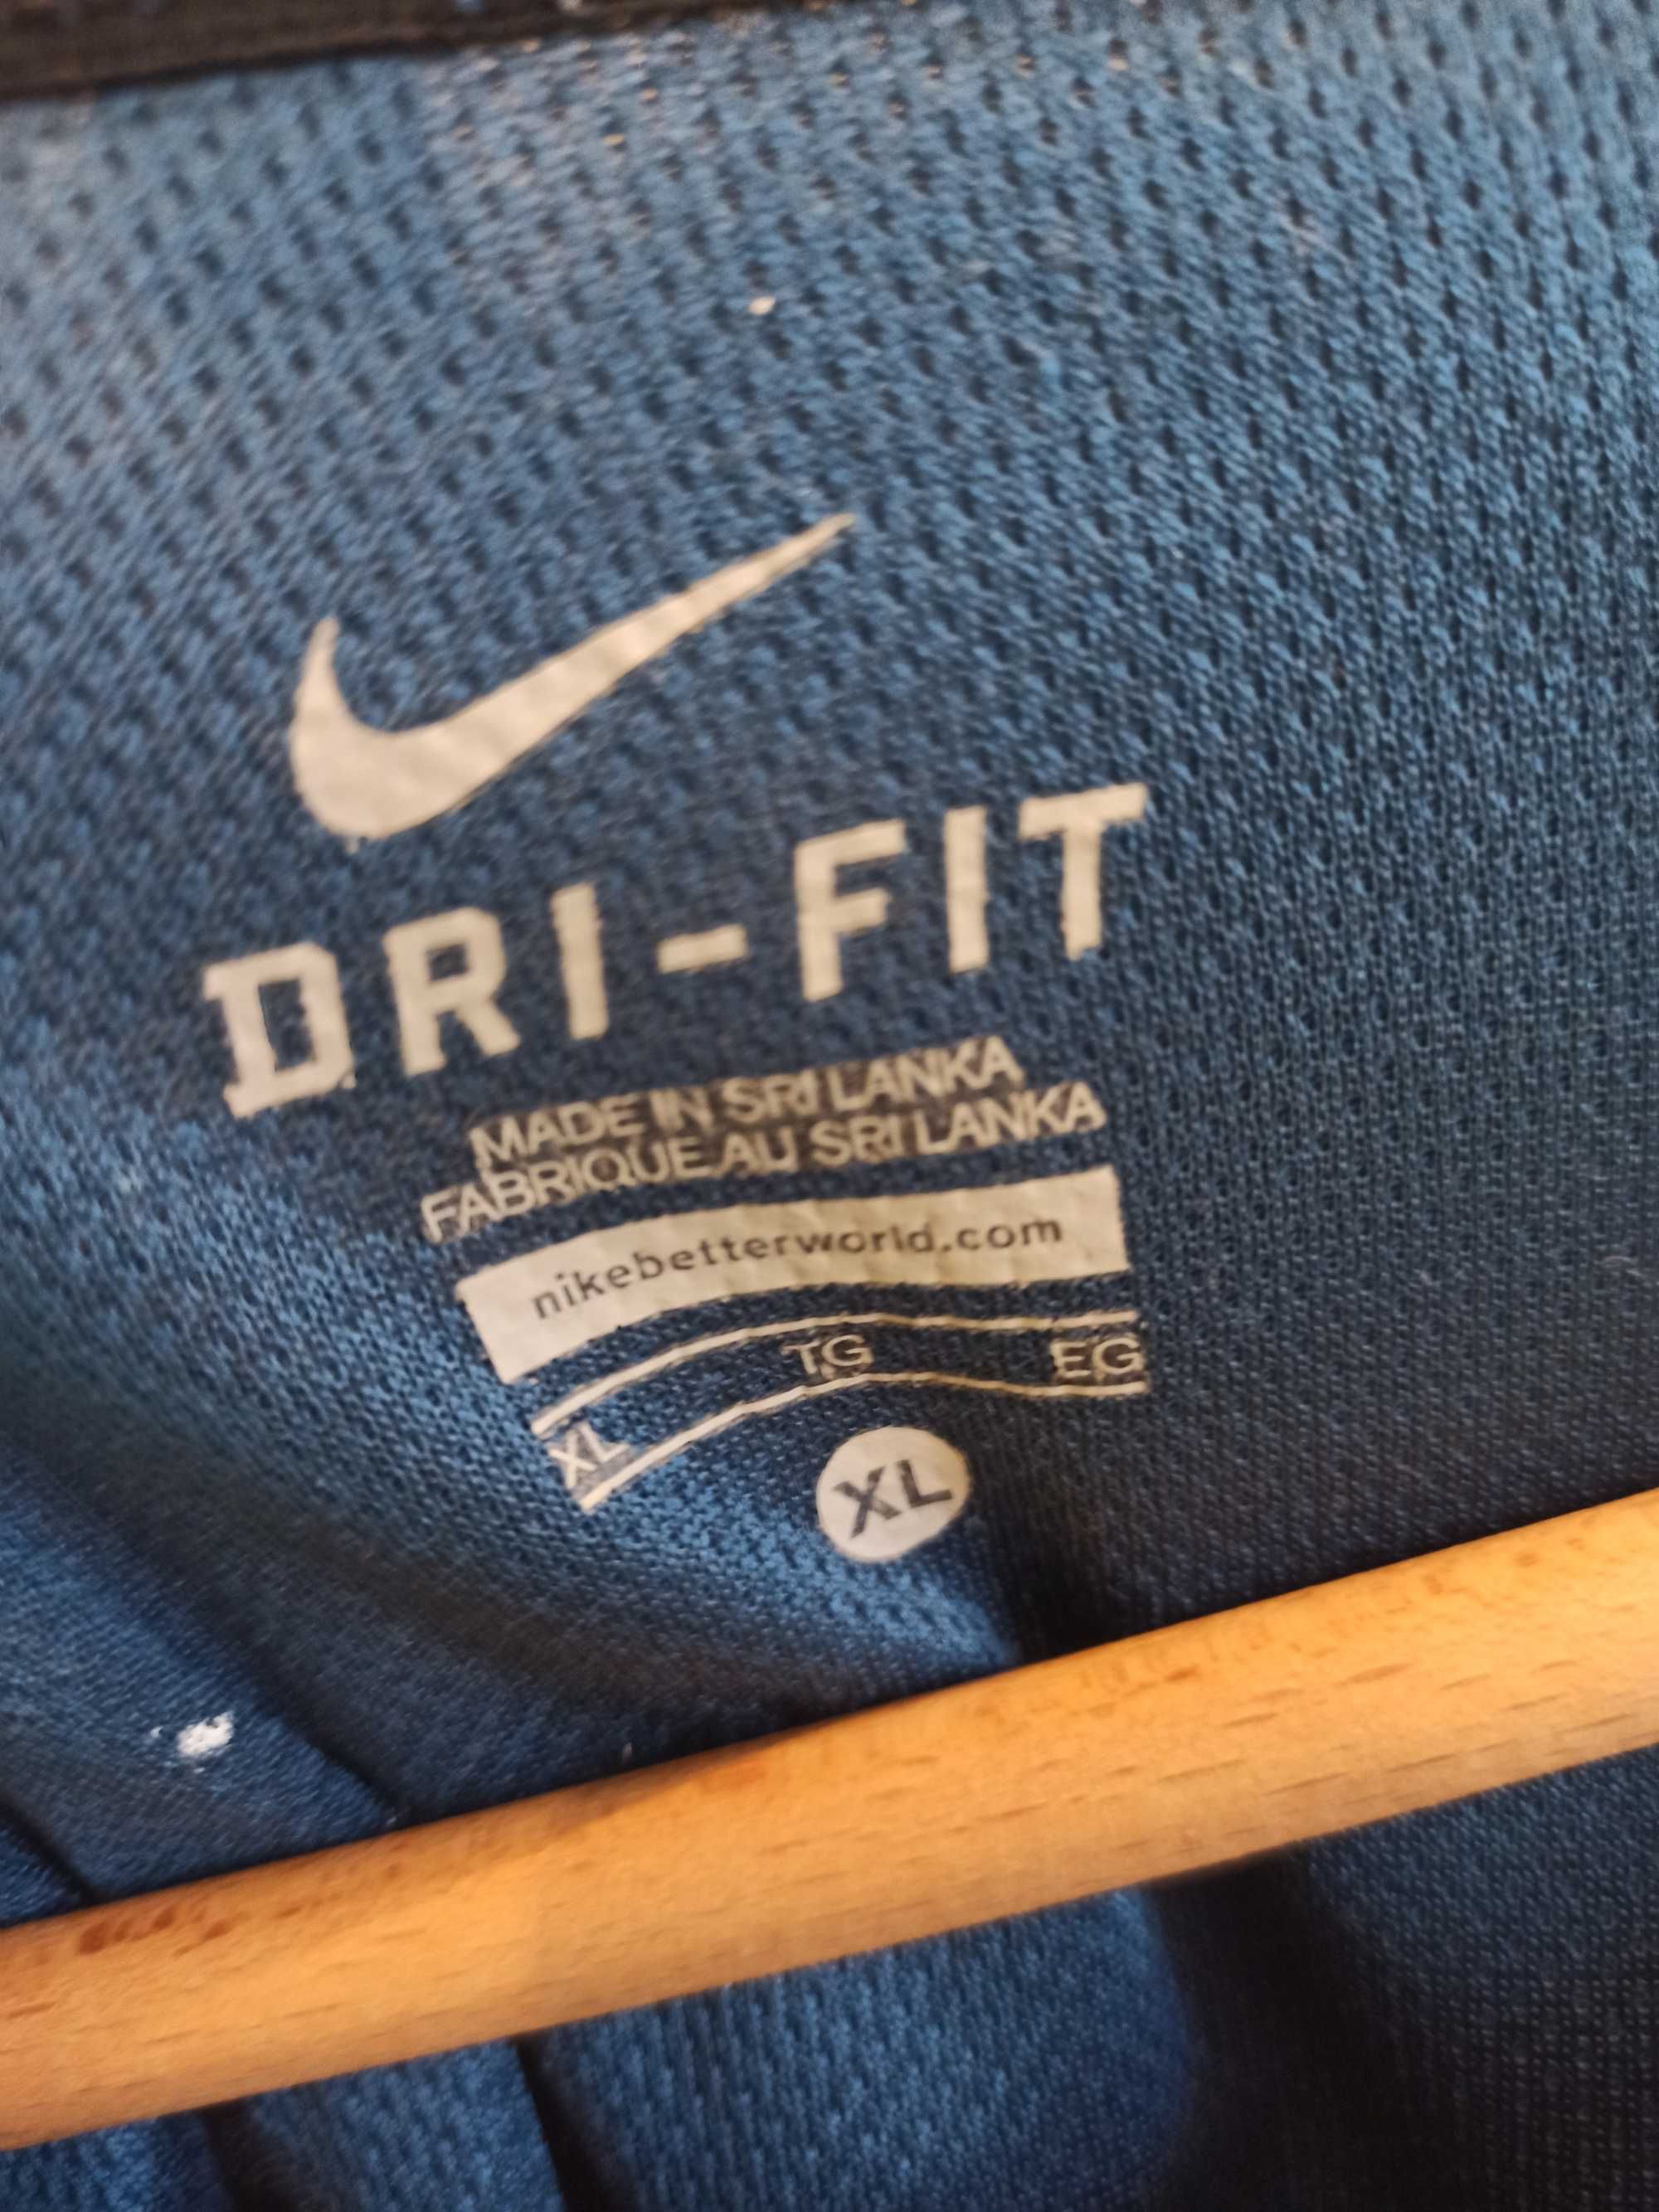 DRI-FIT
MADE IN SRI LANKA
FABRIQUE AU SRI LANKA
nikebetterworld.com
XL TG EG
XL